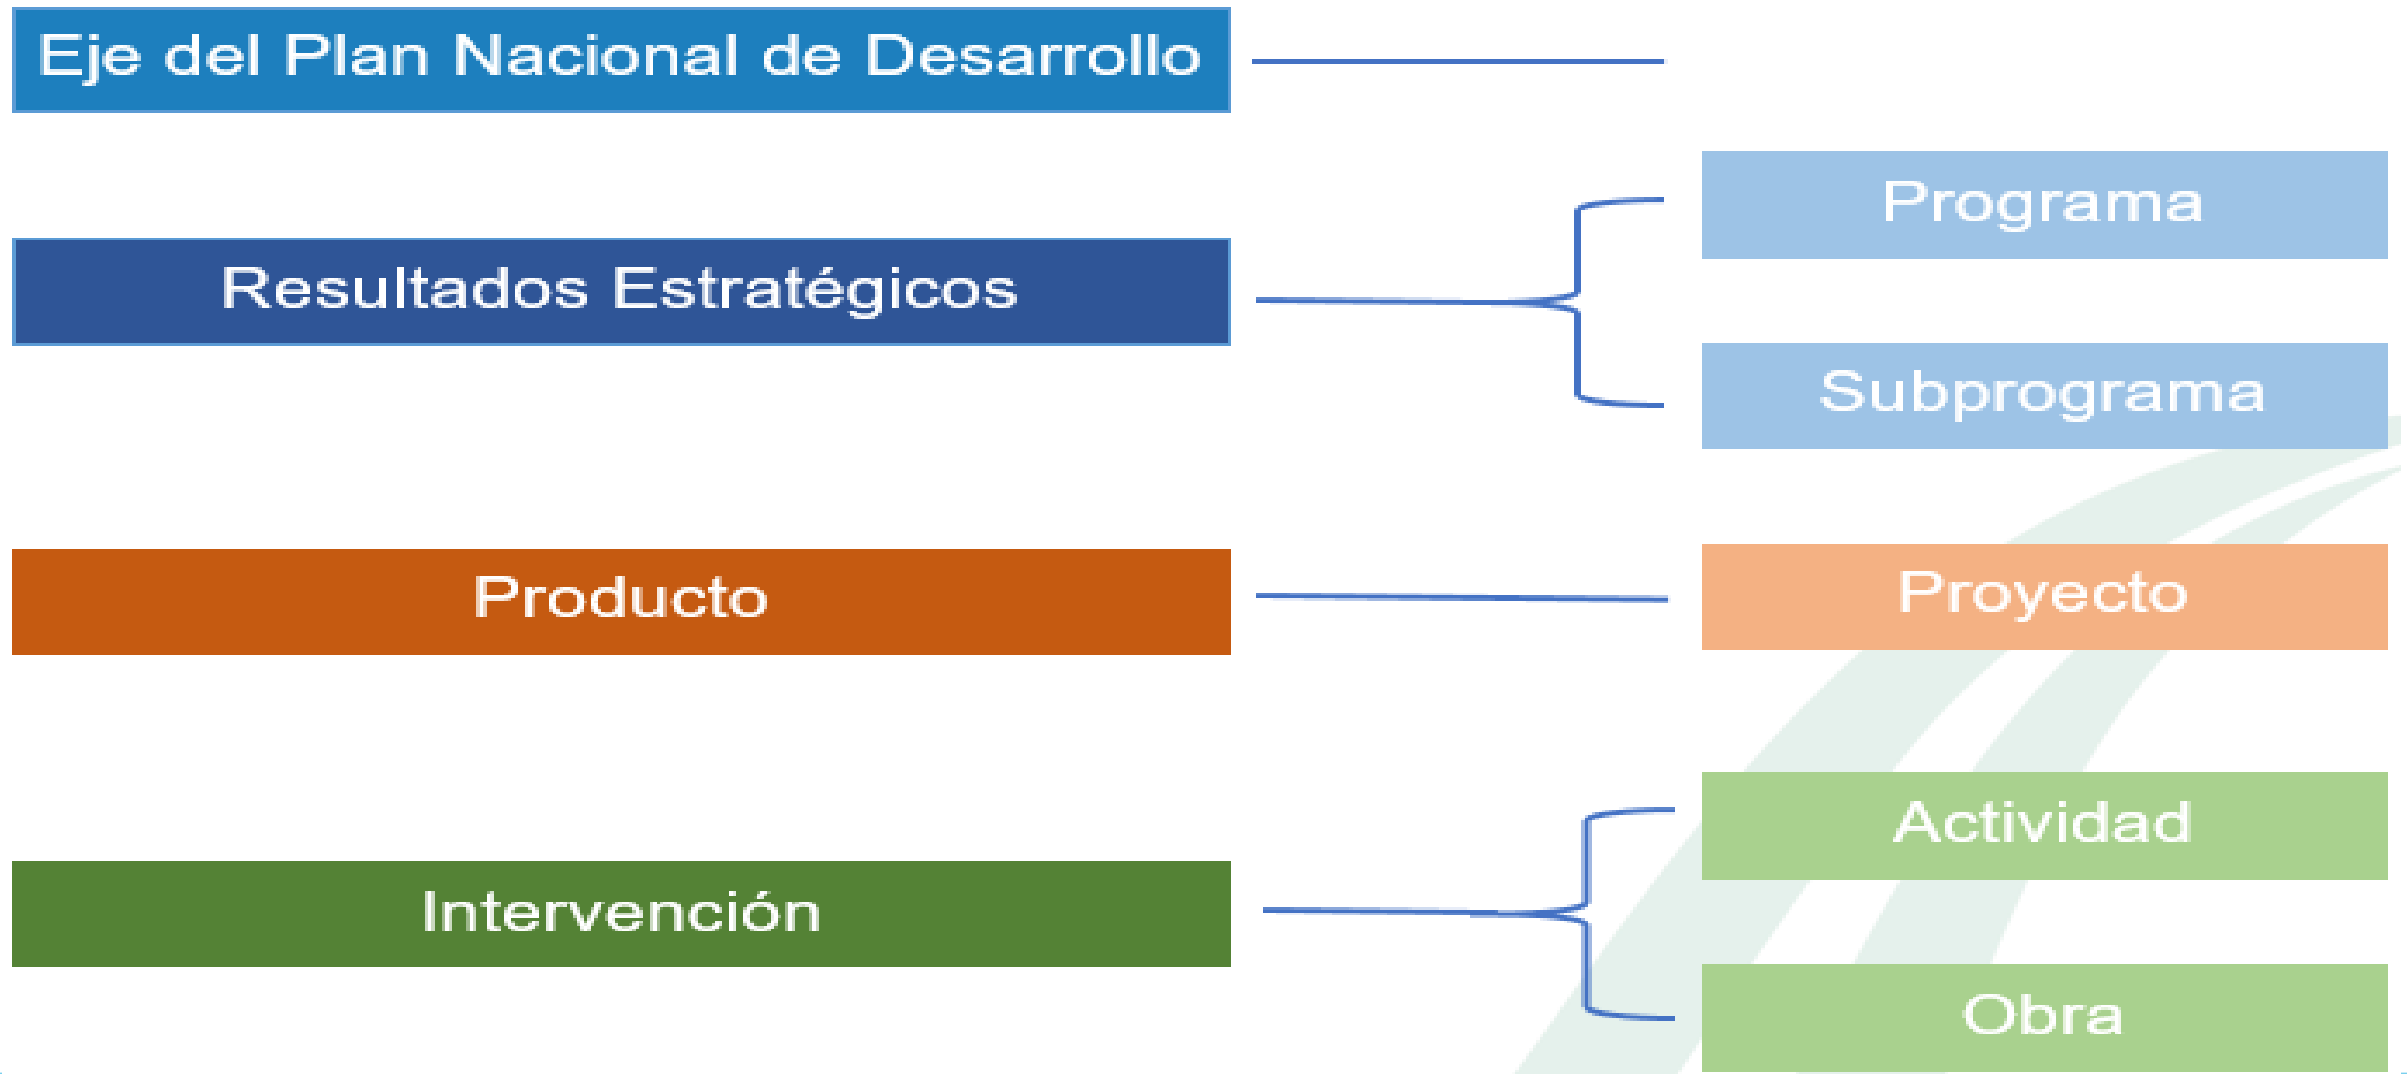 Eje del Plan Nacional de Desarrollo
Resultados Estratégicos
Programa
Subprograma
Producto
Proyecto
Intervención
Actividad
Obra